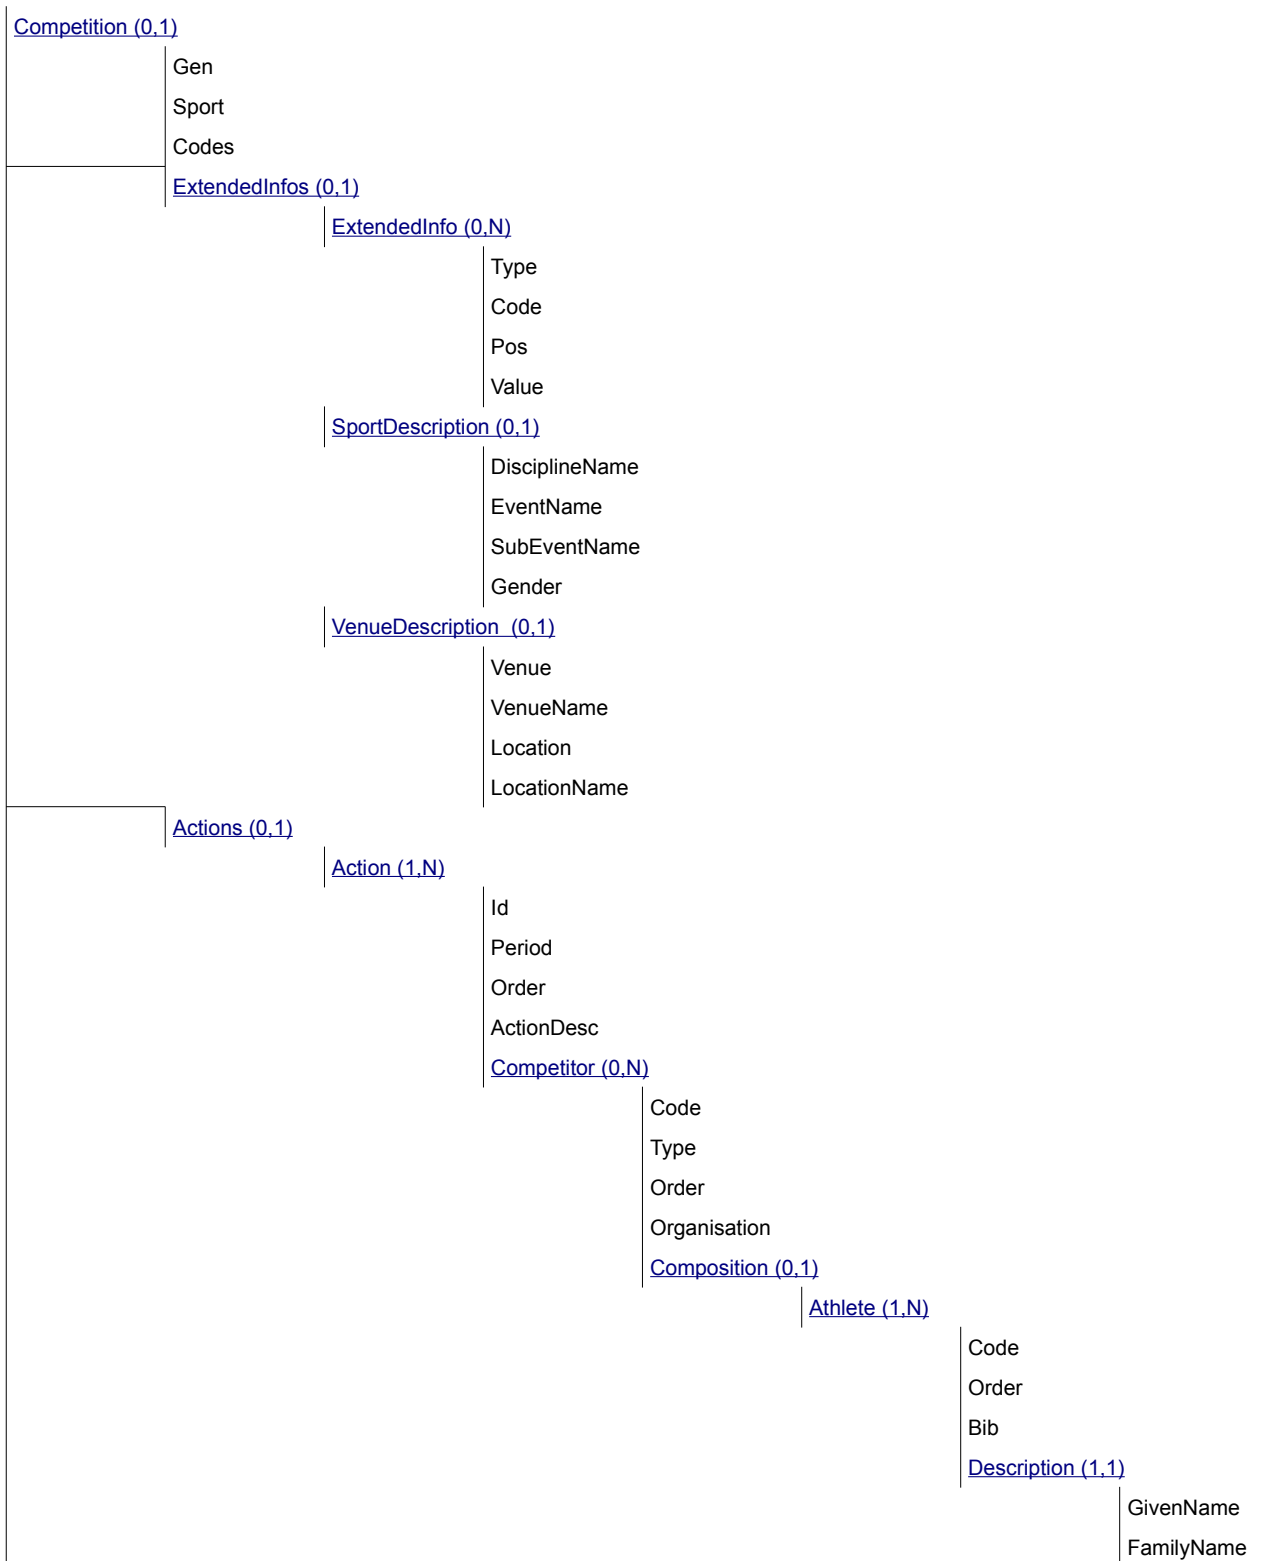 Competition (0,1)
Gen
Sport
Codes
ExtendedInfos (0,1)
ExtendedInfo (0,N)
Type
Code
Pos
Value
SportDescription (0,1)
DisciplineName
EventName
SubEventName
Gender
VenueDescription  (0,1)
Venue
VenueName
Location
LocationName
Actions (0,1)
Action (1,N)
Id
Period
Order
ActionDesc
Competitor (0,N)
Code
Type
Order
Organisation
Composition (0,1)
Athlete (1,N)
Code
Order
Bib
Description (1,1)
GivenName
FamilyName